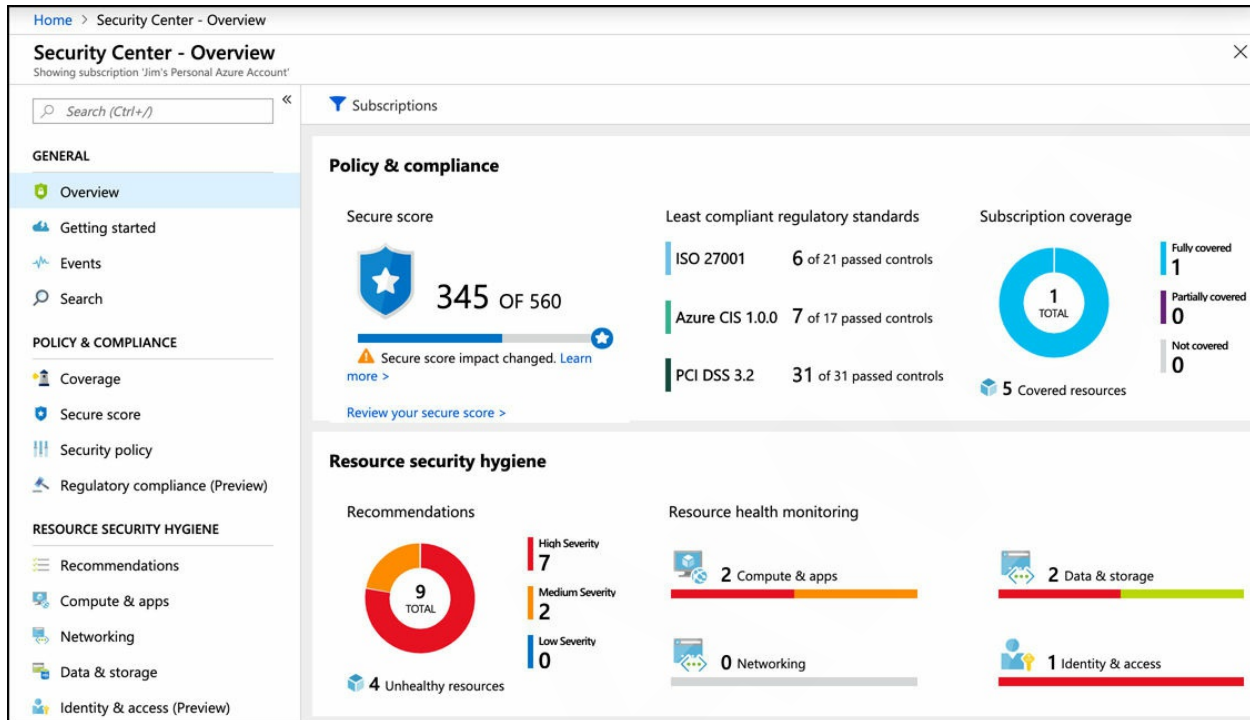 Home > Security Center - Overview
Security Center - Overview
Showing subscription 'Jim's Personal Azure Account'
Search (Ctrl+/)
«
GENERAL
Overview
Getting started
Events
Search
POLICY & COMPLIANCE
Coverage
Secure score
Security policy
Regulatory compliance (Preview)
RESOURCE SECURITY HYGIENE
Recommendations
Compute & apps
Networking
Data & storage
Identity & access (Preview)
Subscriptions
Policy & compliance
Secure score
345 OF 560
Secure score impact changed. Learn
more >
Review your secure score >
Least compliant regulatory standards
ISO 27001 6 of 21 passed controls
Azure CIS 1.0.0 7 of 17 passed controls
PCI DSS 3.2 31 of 31 passed controls
Subscription coverage
1
TOTAL
Fully covered
1
Partially covered
0
Not covered
0
5 Covered resources
Resource security hygiene
Recommendations
9
TOTAL
High Severity
7
Medium Severity
2
Low Severity
0
4 Unhealthy resources
Resource health monitoring
2 Compute & apps
2 Data & storage
0 Networking
1 Identity & access